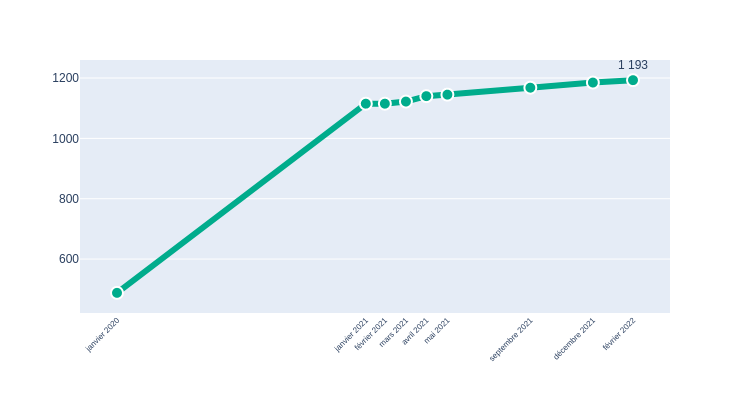 1 193
1200
1000
800
600
janvier 2020
janvier 2021
février 2021
mars 2021
avril 2021
mai 2021
septembre 2021
décembre 2021
février 2022